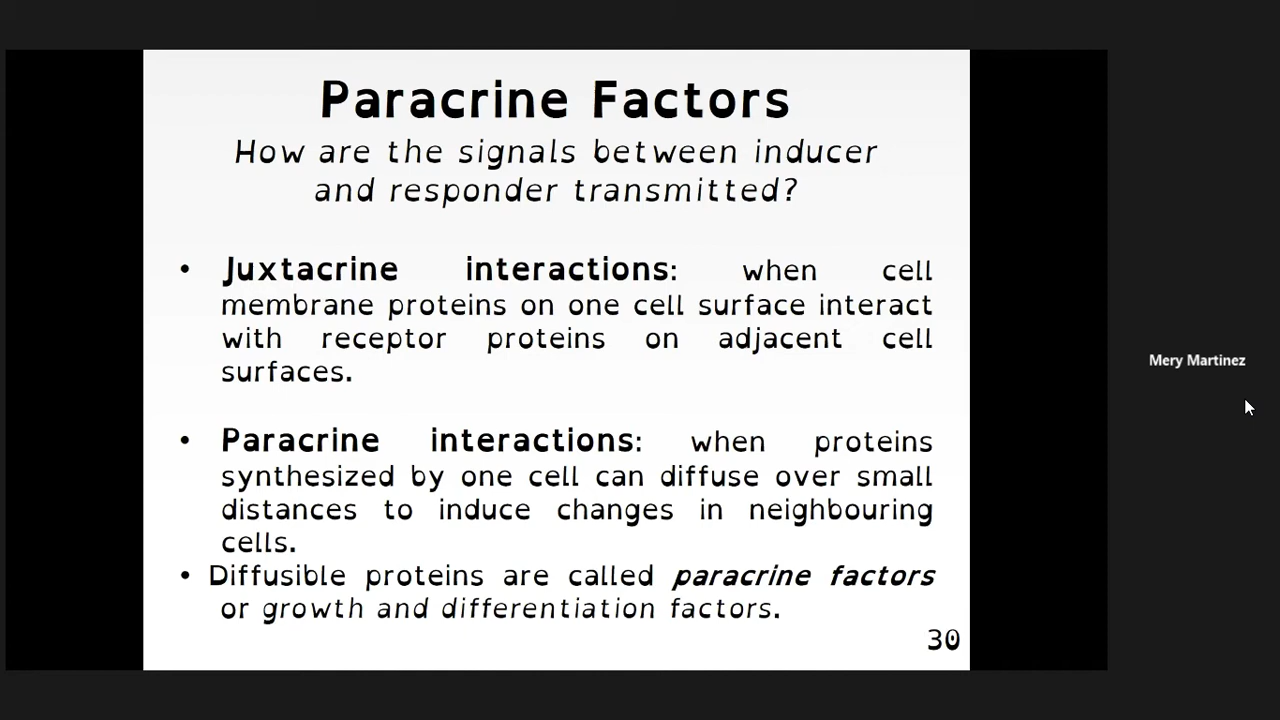 Paracrine Factors
How are the signals between inducer
and responder transmitted?
• Juxtacrine interactions: when cell
membrane proteins on one cell surface interact
with receptor proteins on adjacent cell
surfaces.
• Paracrine interactions: when proteins
synthesized by one cell can diffuse over small
distances to induce changes in neighbouring
cells.
• Diffusible proteins are called paracrine factors
or growth and differentiation factors.
30
Mery Martinez